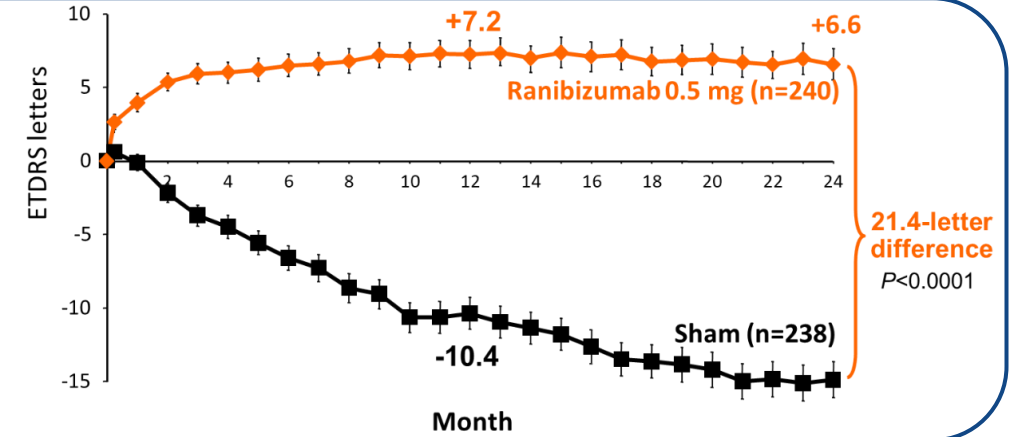 10
+7.2
+6.6
5
Ranibizumab 0.5 mg (n=240)
ETDRS letters
0
2 4 6 8 10 12 14 16 18 20 22 24
21.4-letter
difference
P<0.0001
-5
-10
Sham (n=238)
-10.4
-15
Month